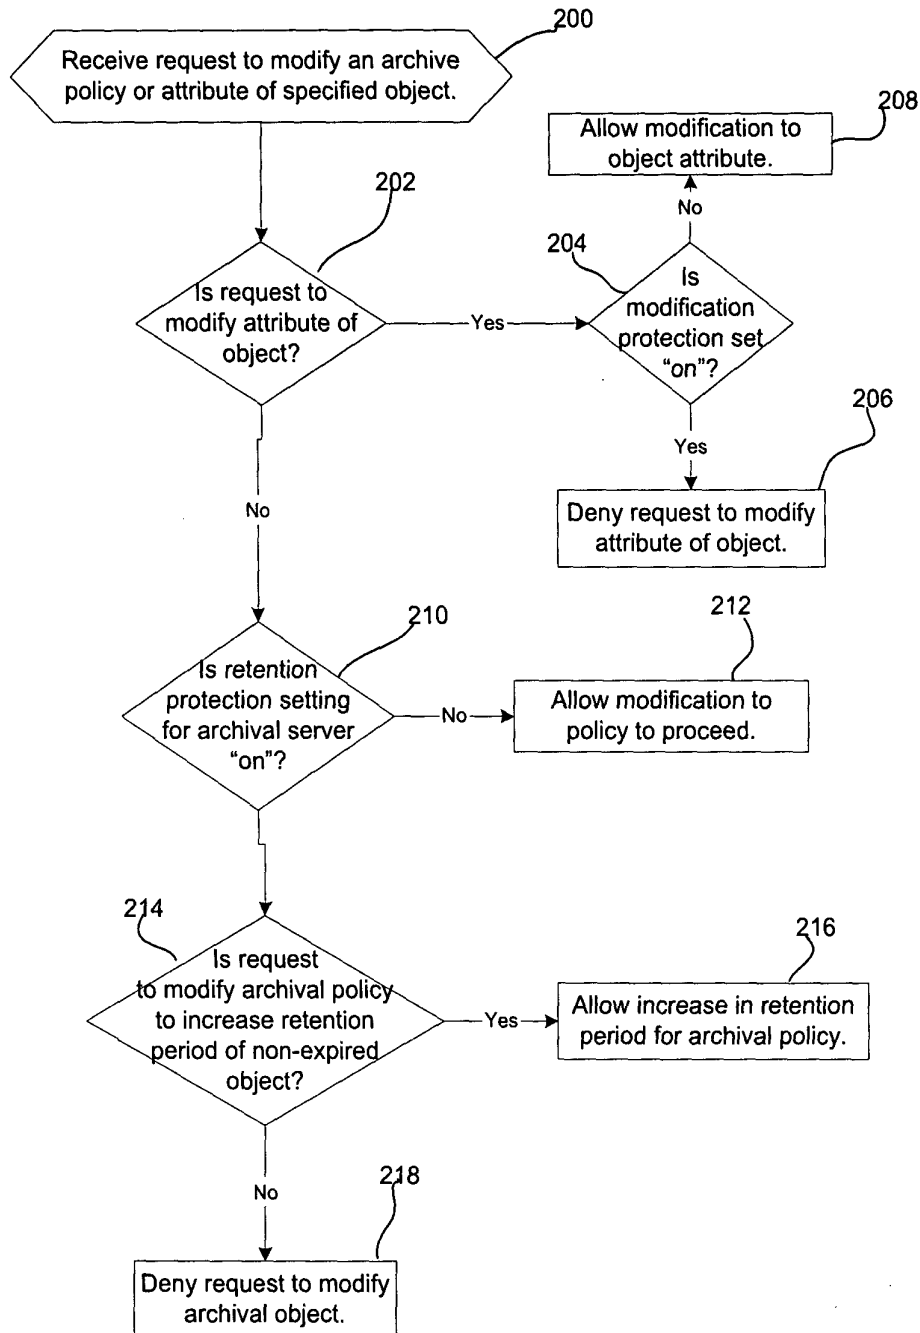 200
Receive request to modify an archive
policy or attribute of specified object.
208
Allow modification to
object attribute.
No
202
204
Is request to
modify attribute of
object?
Yes
Is
modification
protection set
“on”?
206
Yes
Deny request to modify
attribute of object.
No
210
212
Is retention
protection setting
for archival server
“on”?
No
Allow modification to
policy to proceed.
214
216
Is request
to modify archival policy
to increase retention
period of non-expired
object?
Yes
Allow increase in retention
period for archival policy.
No
218
Deny request to modify
archival object.